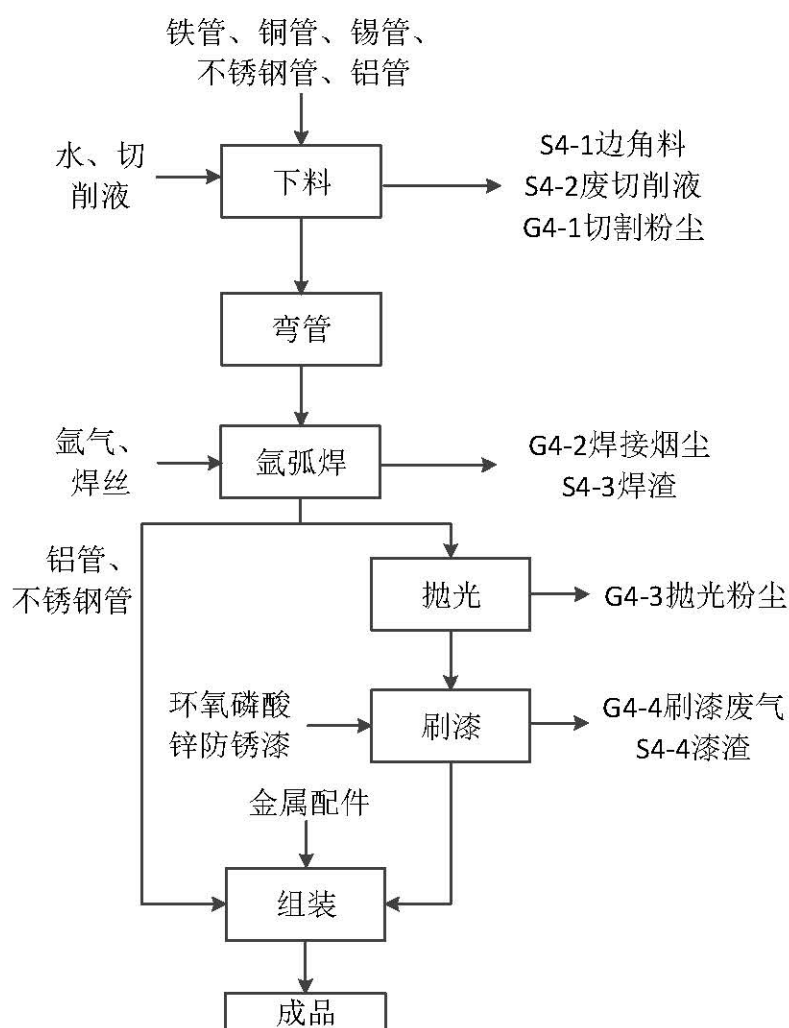 铁管、铜管、锡管、
不锈钢管、铝管
水、切
削液
下料
S4-1边角料
S4-2废切削液
G4-1切割粉尘
弯管
氩气、
焊丝
氩弧焊
G4-2焊接烟尘
S4-3焊渣
铝管、
不锈钢管
抛光
G4-3抛光粉尘
环氧磷酸
锌防锈漆
刷漆
G4-4刷漆废气
S4-4漆渣
金属配件
组装
成品